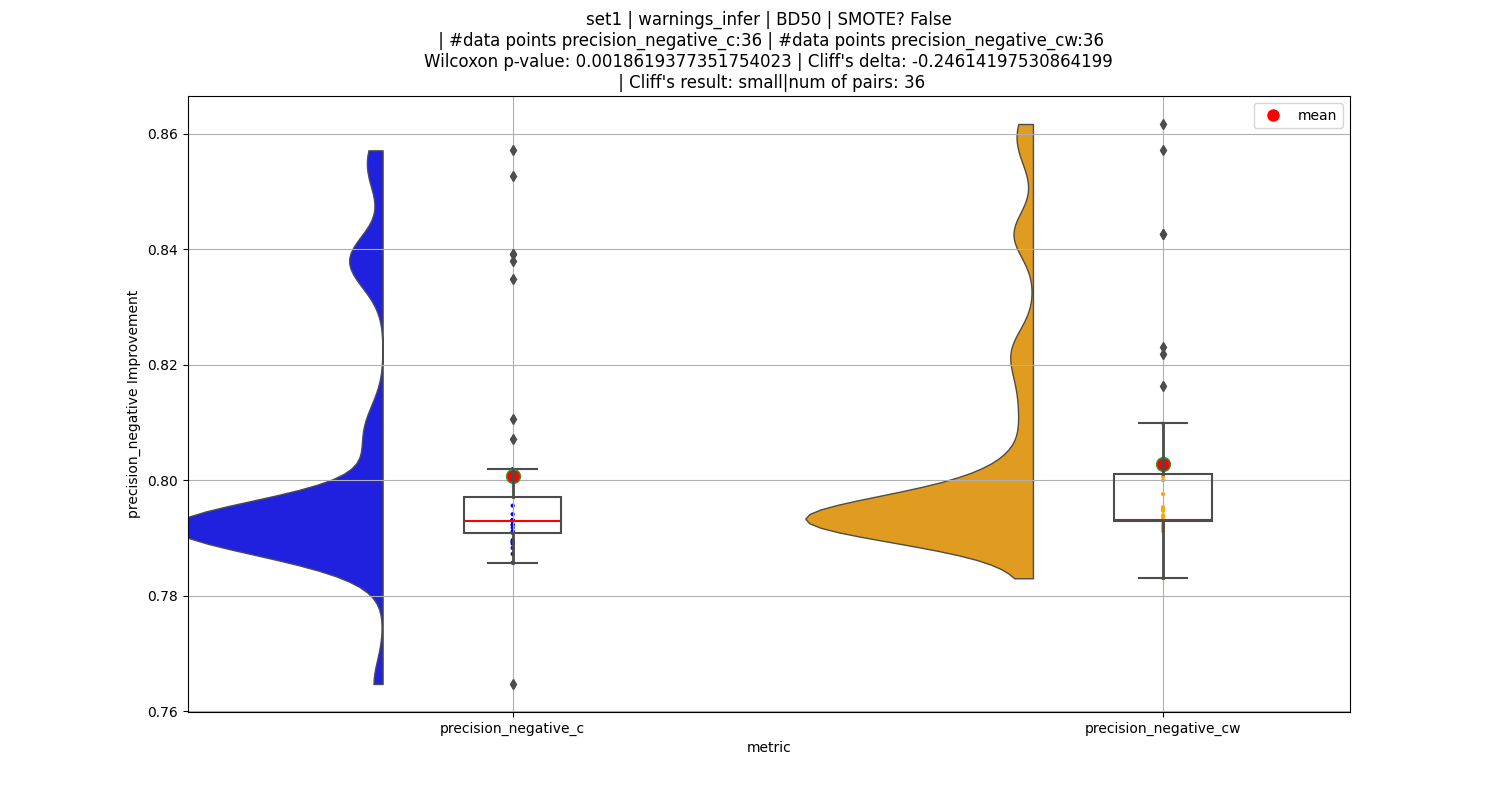 set1 | warnings_infer | BD50 | SMOTE? False
| #data points precision_negative_c:36 | #data points precision_negative_cw:36
Wilcoxon p-value: 0.0018619377351754023 | Cliff's delta: -0.24614197530864199
| Cliff's result: small|num of pairs: 36
mean
0.86
0.84
0.82
0.80
0.78
0.76
precision_negative Improvement
precision_negative_c
precision_negative_cw
metric